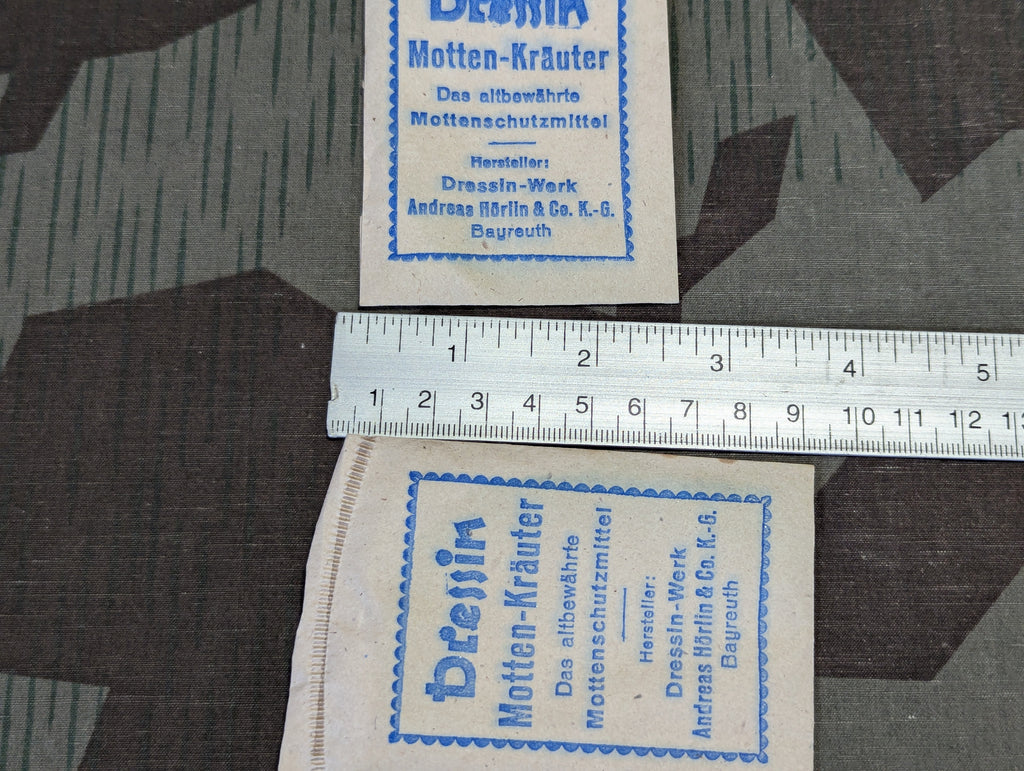 Dressin
Motten-Kräuter
Das altbewährte
Mottenschutzmittel
Hersteller:
Dressin-Werk
Andreas Hörlin & Co. K.-G.
Bayreuth
1 2 3 4 5
1 2 3 4 5 6 7 8 9 10 11 12 13
Dressin
Motten-Kräuter
Das altbewährte
Mottenschutzmittel
Hersteller:
Dressin-Werk
Andreas Hörlin & Co. K.-G.
Bayreuth